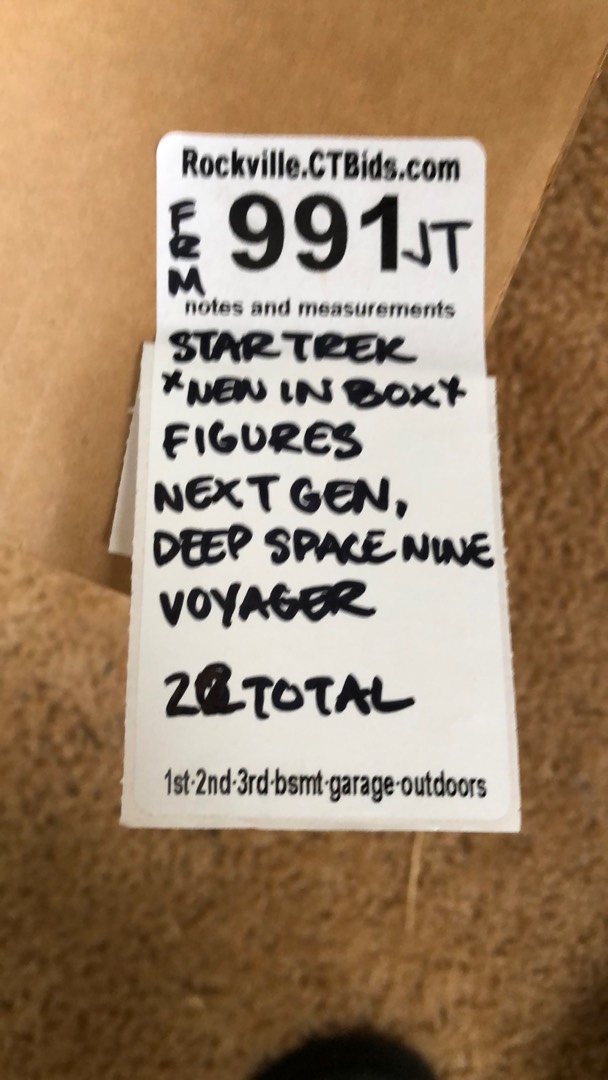 Rockville.CTBids.com
FRM 991 JT
notes and measurements
STAR TREK
*NEW IN BOX*
FIGURES
NEXT GEN,
DEEP SPACE NINE
VOYAGER
TOTAL
1st-2nd-3rd-bsmt-garage-outdoors